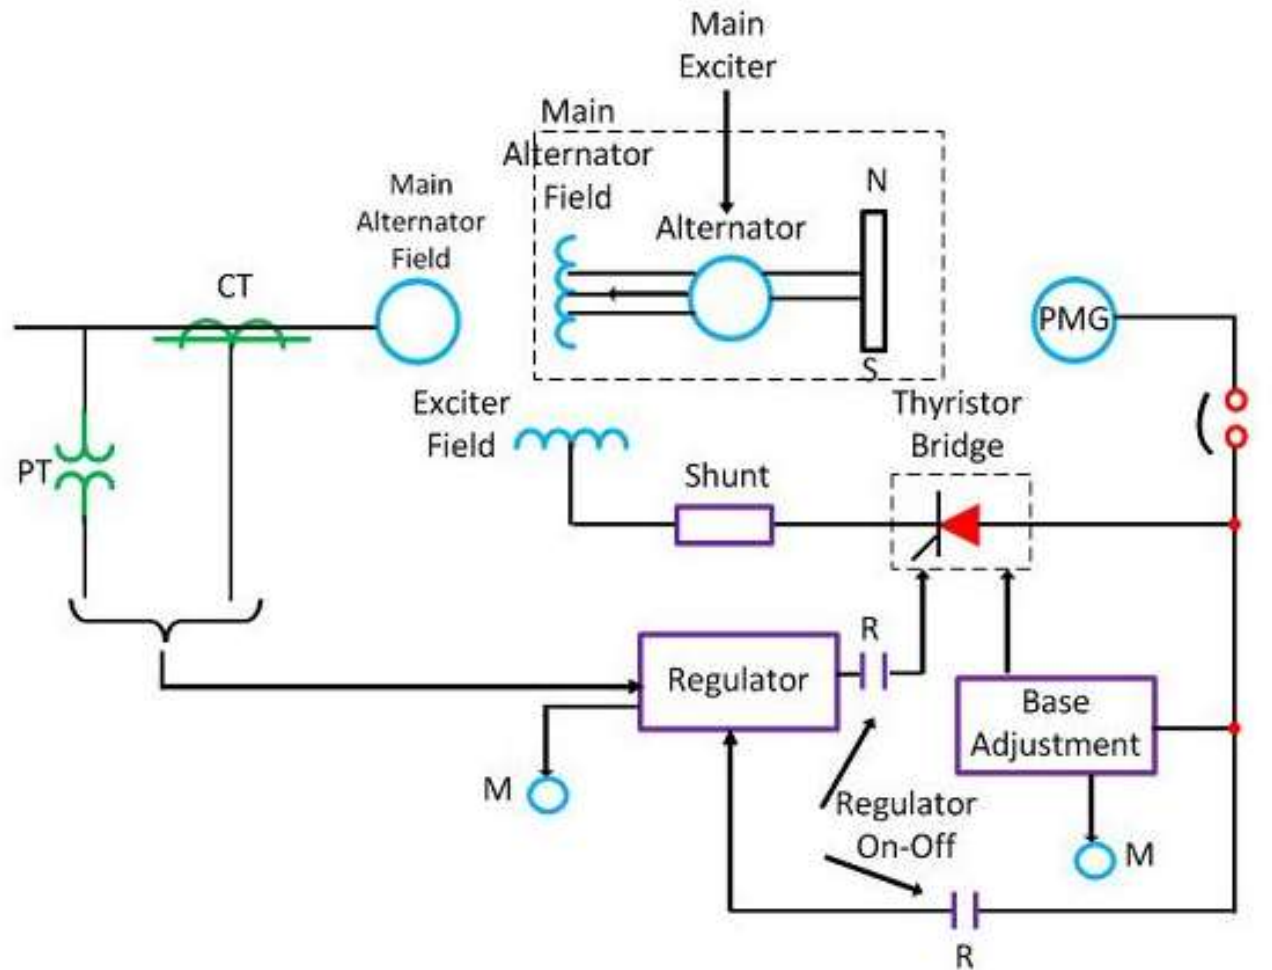 Main
Exciter
Main
Alternator
Field
N
Main
Alternator
Field
Alternator
CT
PMG
S
Exciter
Field
Thyristor
Bridge
PT
Shunt
R
Regulator
Base
Adjustment
M
Regulator
On-Off
M
R